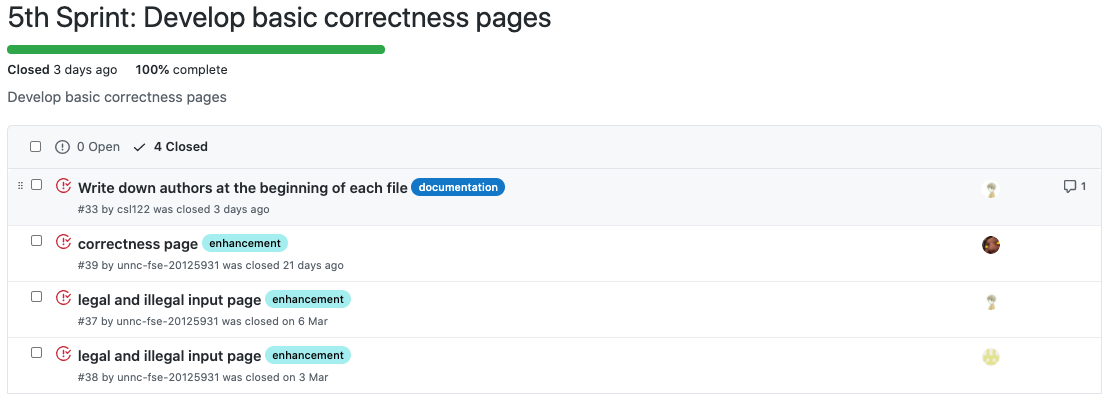 5th Sprint: Develop basic correctness pages
Closed 3 days ago 100% complete
Develop basic correctness pages
0 Open 4 Closed
Write down authors at the beginning of each file documentation 1
#33 by csl122 was closed 3 days ago
correctness page enhancement
#39 by unnc-fse-20125931 was closed 21 days ago
legal and illegal input page enhancement
#37 by unnc-fse-20125931 was closed on 6 Mar
legal and illegal input page enhancement
#38 by unnc-fse-20125931 was closed on 3 Mar